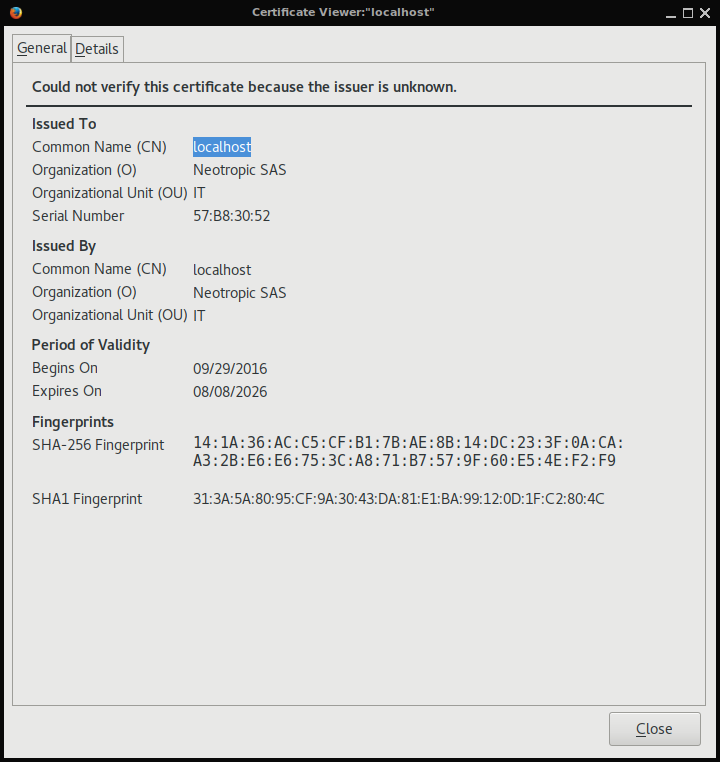 Certificate Viewer:"localhost"
General Details
Could not verify this certificate because the issuer is unknown.
Issued To
Common Name (CN) localhost
Organization (O) Neotropic SAS
Organizational Unit (OU) IT
Serial Number 57:B8:30:52
Issued By
Common Name (CN) localhost
Organization (O) Neotropic SAS
Organizational Unit (OU) IT
Period of Validity
Begins On 09/29/2016
Expires On 08/08/2026
Fingerprints
SHA-256 Fingerprint 14:1A:36:AC:C5:CF:B1:7B:AE:8B:14:DC:23:3F:0A:CA:
A3:2B:E6:E6:75:3C:A8:71:B7:57:9F:60:E5:4E:F2:F9
SHA1 Fingerprint 31:3A:5A:80:95:CF:9A:30:43:DA:81:E1:BA:99:12:0D:1F:C2:80:4C
Close